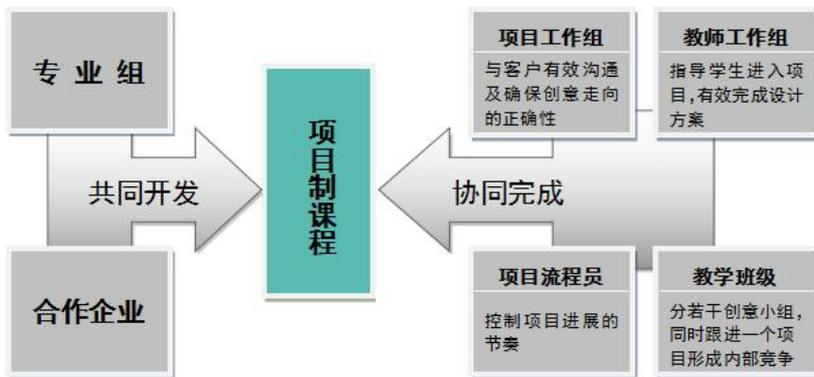 专业组
共同开发
合作企业
项目制课程
协同完成
项目工作组
与客户有效沟通
及确保创意走向
的正确性
教师工作组
指导学生进入项
目，有效完成设计
方案
项目流程员
控制项目进展的
节奏
教学班级
分若干创意小组，
同时跟进一个项
目形成内部竞争